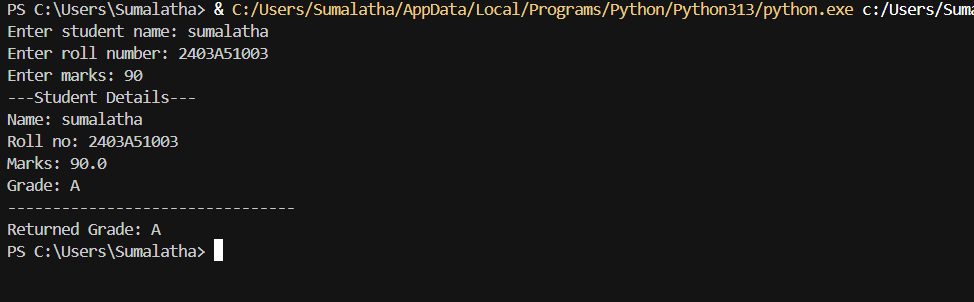 PS C:\Users\Sumalatha> & C:/Users/Sumalatha/AppData/Local/Programs/Python/Python313/python.exe c:/Users/Suma
Enter student name: sumalatha
Enter roll number: 2403A51003
Enter marks: 90
---Student Details---
Name: sumalatha
Roll no: 2403A51003
Marks: 90.0
Grade: A
--------------------------------
Returned Grade: A
PS C:\Users\Sumalatha>